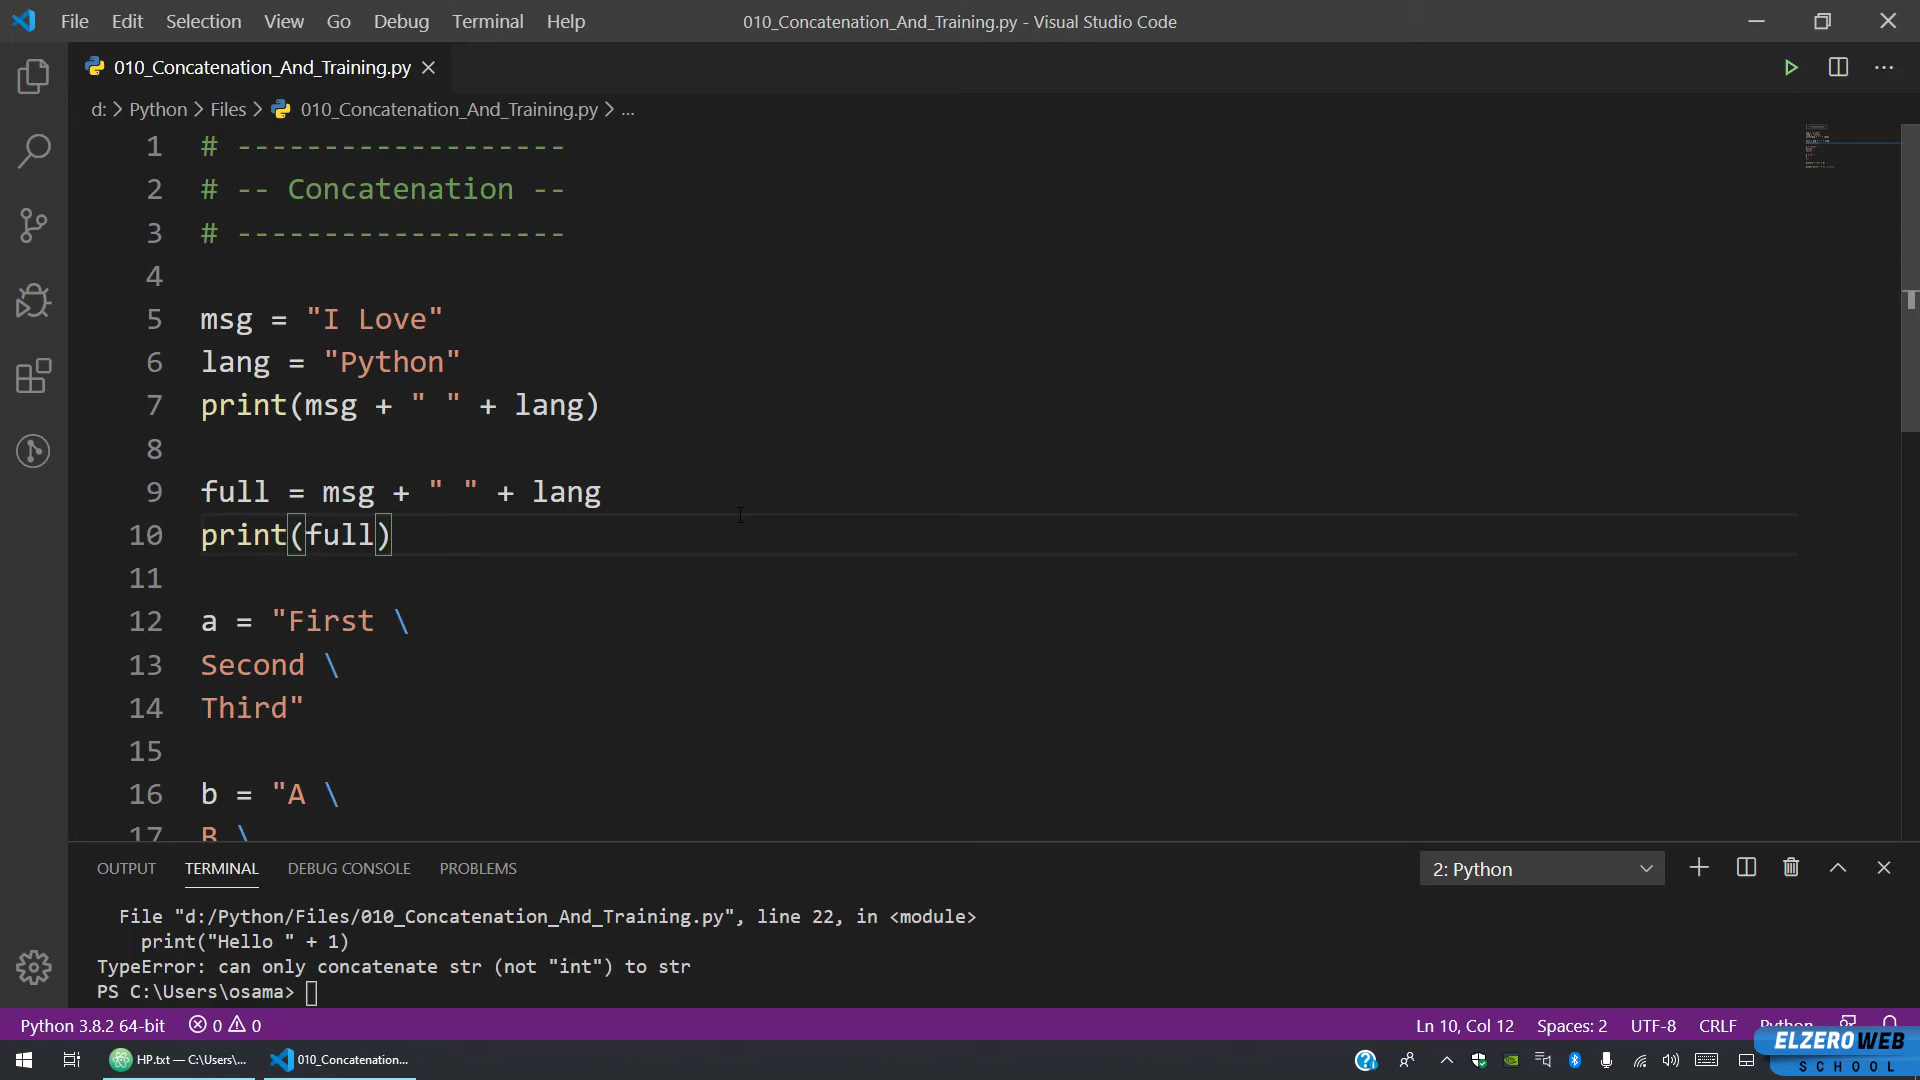 File Edit Selection View Go Debug Terminal Help
010_Concatenation_And_Training.py - Visual Studio Code
010_Concatenation_And_Training.py
d: > Python > Files > 010_Concatenation_And_Training.py > ...
1 # -------------------
2 # -- Concatenation --
3 # -------------------
4
5 msg = "I Love"
6 lang = "Python"
7 print(msg + " " + lang)
8
9 full = msg + " " + lang
10 print(full)
11
12 a = "First \
13 Second \
14 Third"
15
16 b = "A \
17 B \
OUTPUT TERMINAL DEBUG CONSOLE PROBLEMS
2: Python
File "d:/Python/Files/010_Concatenation_And_Training.py", line 22, in <module>
print("Hello " + 1)
TypeError: can only concatenate str (not "int") to str
PS C:\Users\osama>
Python 3.8.2 64-bit 0 0
Ln 10, Col 12 Spaces: 2 UTF-8 CRLF Python
HP.txt — C:\Users\...
010_Concatenation...
ELZEROWEB
SCHOOL